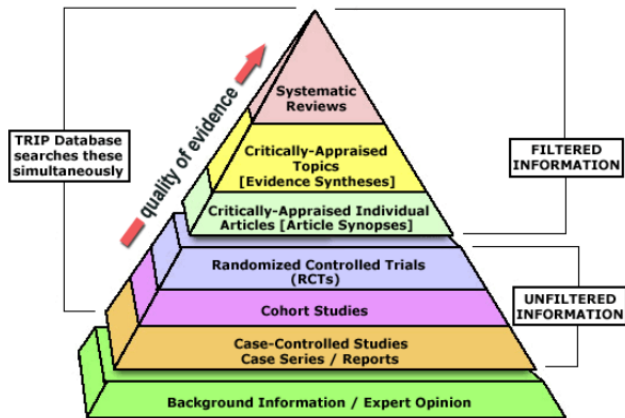 Systematic
Reviews
quality of evidence
TRIP Database
searches these
simultaneously
Critically-Appraised
Topics
[Evidence Syntheses]
FILTERED
INFORMATION
Critically-Appraised Individual
Articles [Article Synopses]
Randomized Controlled Trials
(RCTs)
UNFILTERED
INFORMATION
Cohort Studies
Case-Controlled Studies
Case Series / Reports
Background Information / Expert Opinion